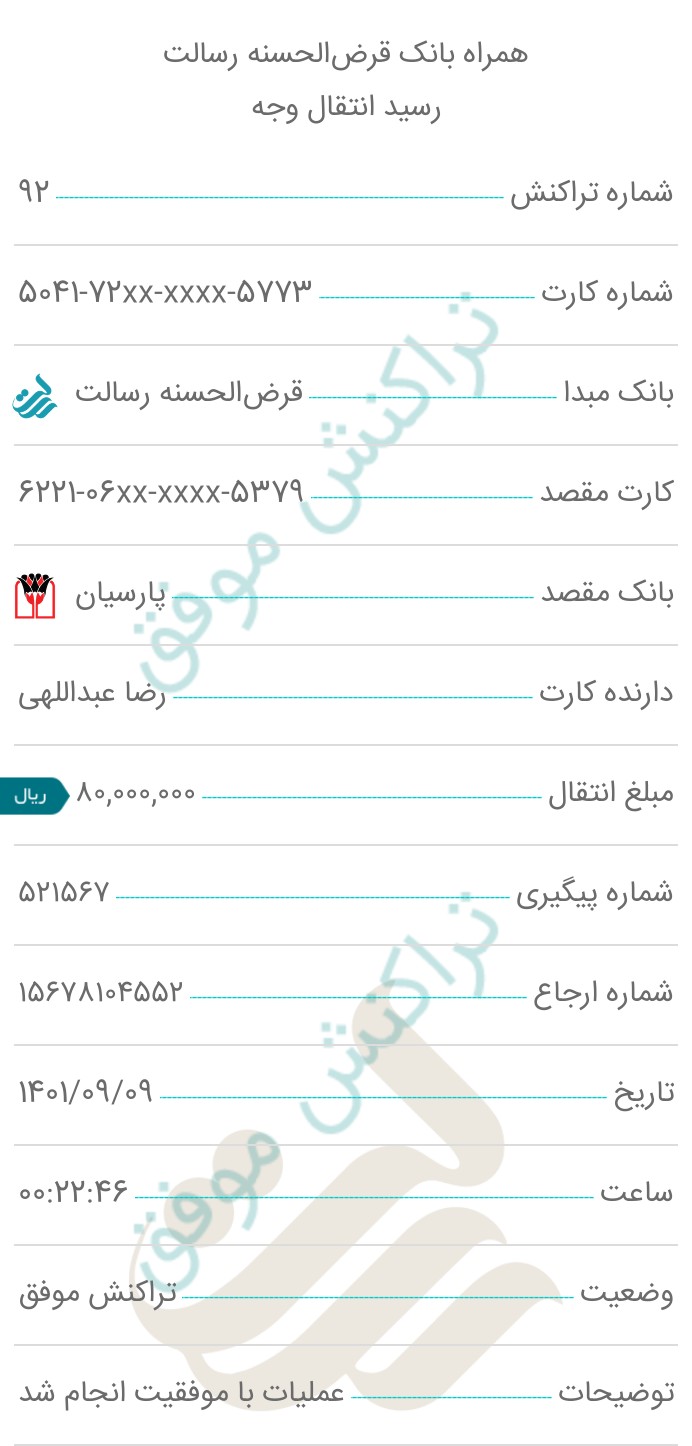 همراه بانک قرض‌الحسنه رسالت
رسید انتقال وجه
شماره تراکنش ۹۲
شماره کارت ۵۰۴۱-۷۲xx-xxxx-۵۷۷۳
بانک مبدا قرض‌الحسنه رسالت
کارت مقصد ۶۲۲۱-۰۶xx-xxxx-۵۳۷۹
بانک مقصد پارسیان
دارنده کارت رضا عبداللهی
مبلغ انتقال ۸۰,۰۰۰,۰۰۰ ریال
شماره پیگیری ۵۲۱۵۶۷
شماره ارجاع ۱۵۶۷۸۱۰۴۵۵۲
تاریخ ۱۴۰۱/۰۹/۰۹
ساعت ۰۰:۲۲:۴۶
وضعیت تراکنش موفق
توضیحات عملیات با موفقیت انجام شد
تراکنش موفق
تراکنش موفق